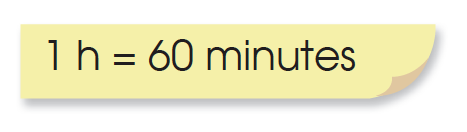 1 h = 60 minutes